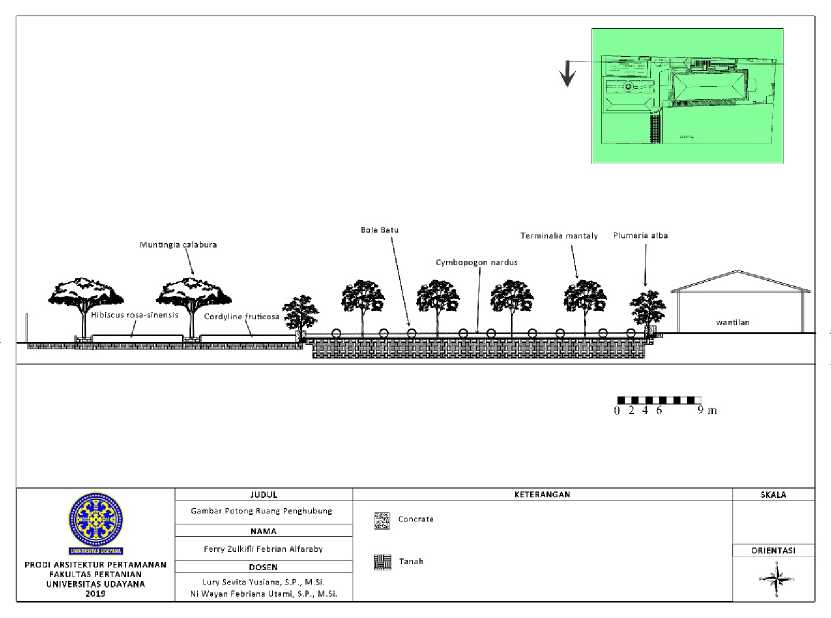 Bola Batu
Terminalia mantaly
Plumeria alba
Muntingia calabura
Cymbopogon nardus
Hibiscus rosa-sinensis
Cordyline fruticosa
wantilan
0 2 4 6 9 m
UNIVERSITAS UDAYANA
PRODI ARSITEKTUR PERTAMANAN
FAKULTAS PERTANIAN
UNIVERSITAS UDAYANA
2019
JUDUL
Gambar Potong Ruang Penghubung
NAMA
Ferry Zulkifli Febrian Alfaraby
DOSEN
Lury Sevita Yusiana, S.P., M.Si.
Ni Wayan Febriana Utami, S.P., M.Si.
KETERANGAN
Concrete
Tanah
SKALA
ORIENTASI